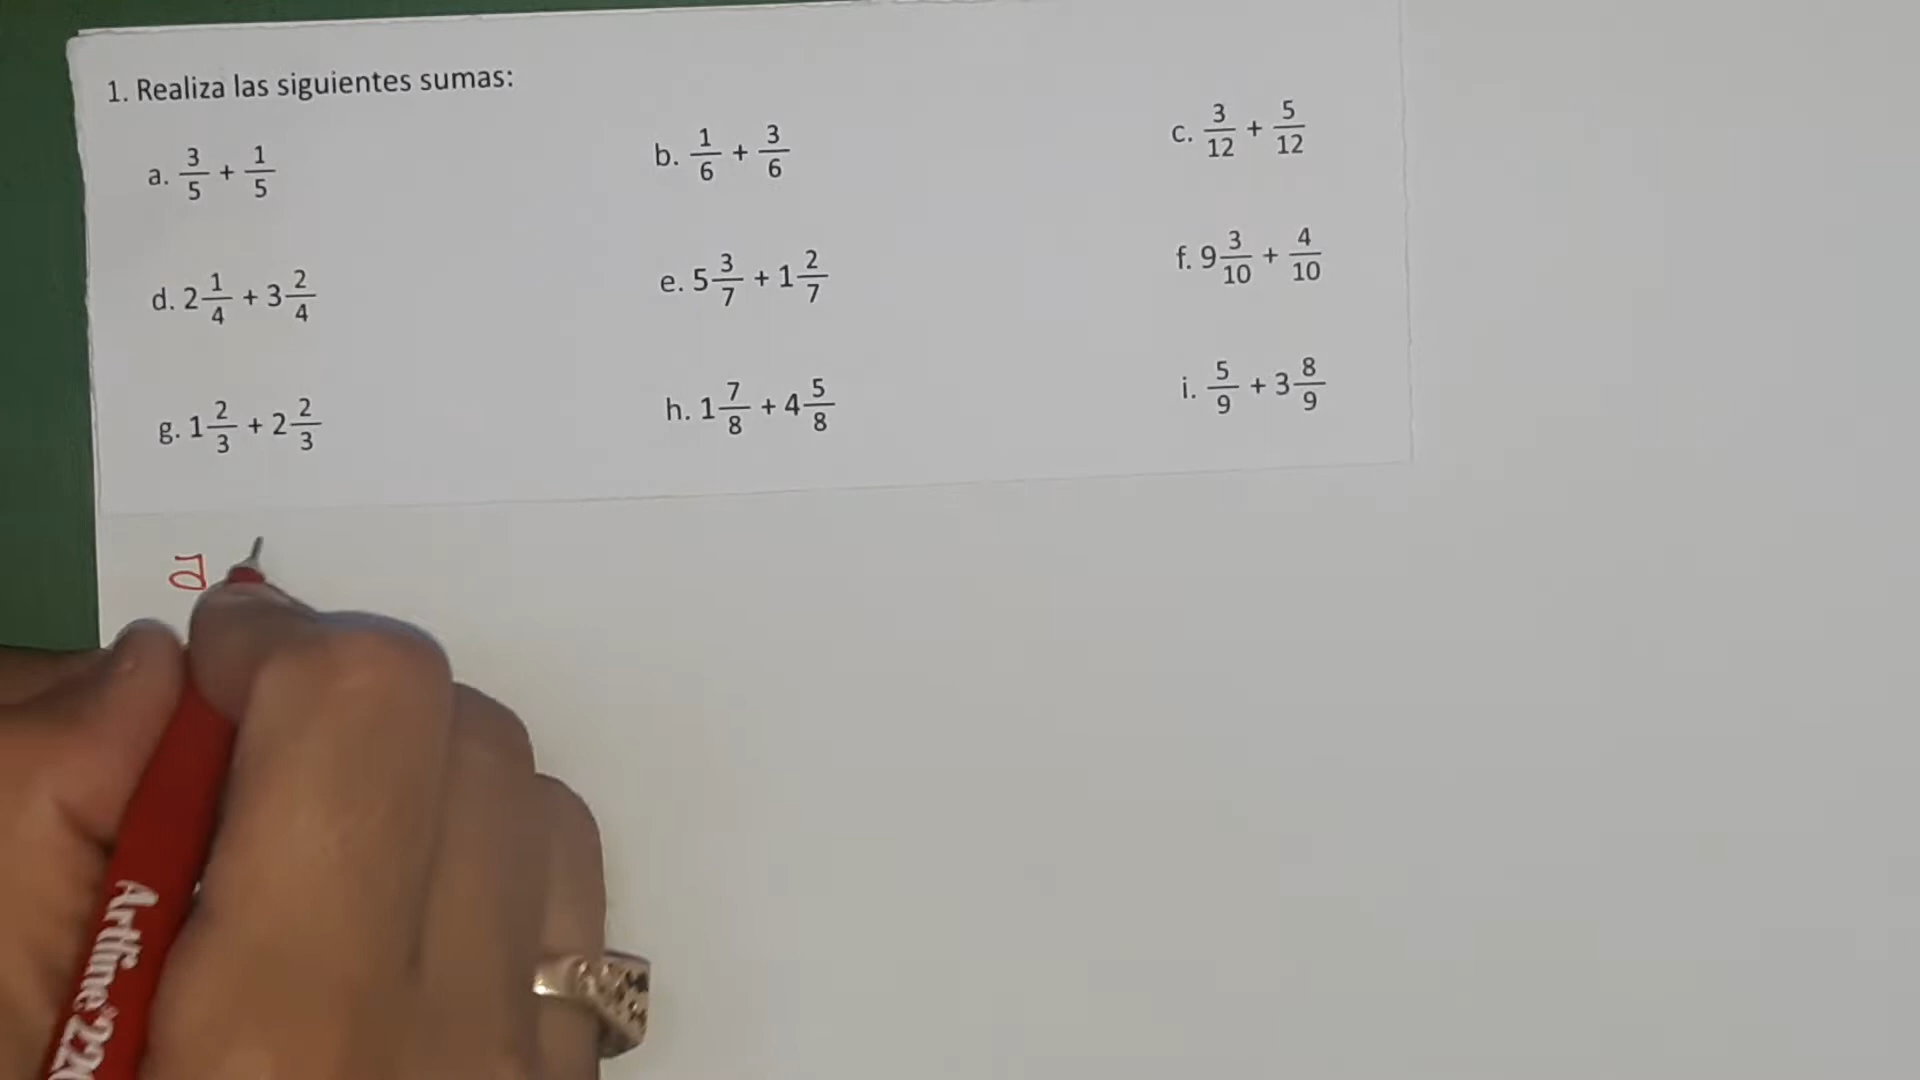 1. Realiza las siguientes sumas:
a. 3/5 + 1/5 b. 1/6 + 3/6 c. 3/12 + 5/12
d. 2 1/4 + 3 2/4 e. 5 3/7 + 1 2/7 f. 9 3/10 + 4/10
g. 1 2/3 + 2 2/3 h. 1 7/8 + 4 5/8 i. 5/9 + 3 8/9
a
Artline 220